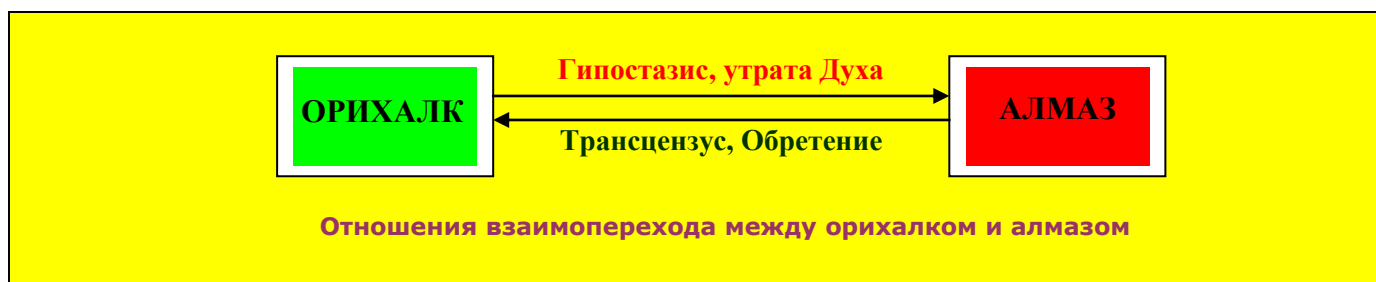 Гипостазис, утрата Духа
ОРИХАЛК
АЛМАЗ
Трансцензус, Обретение
Отношения взаимоперехода между орихалком и алмазом